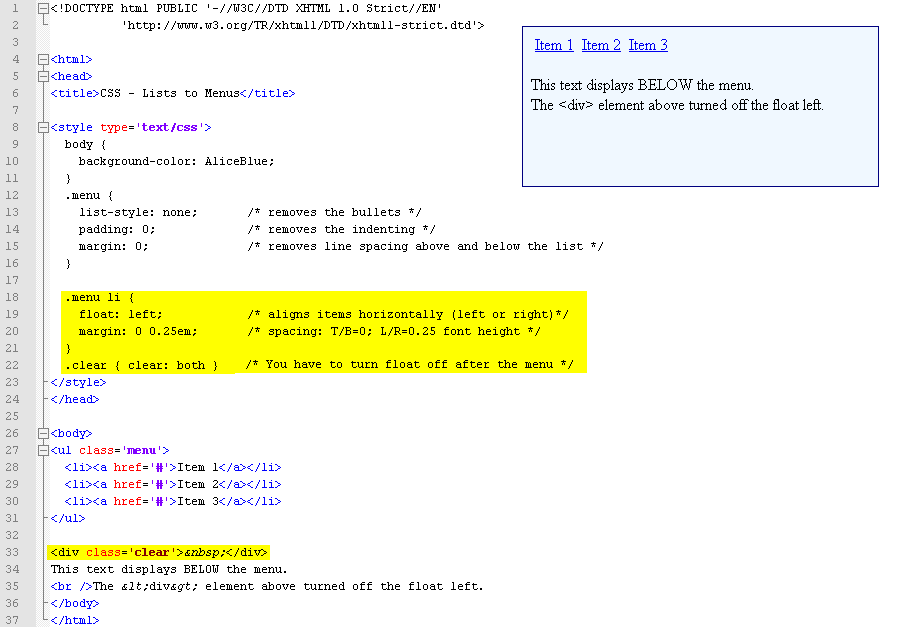 1 <!DOCTYPE html PUBLIC '-//W3C//DTD XHTML 1.0 Strict//EN'
2 'http://www.w3.org/TR/xhtml1/DTD/xhtml1-strict.dtd'>
3
4 <html>
5 <head>
6 <title>CSS - Lists to Menus</title>
7
8 <style type='text/css'>
9 body {
10 background-color: AliceBlue;
11 }
12 .menu {
13 list-style: none; /* removes the bullets */
14 padding: 0; /* removes the indenting */
15 margin: 0; /* removes line spacing above and below the list */
16 }
17
18 .menu li {
19 float: left; /* aligns items horizontally (left or right)*/
20 margin: 0 0.25em; /* spacing: T/B=0; L/R=0.25 font height */
21 }
22 .clear { clear: both } /* You have to turn float off after the menu */
23 </style>
24 </head>
25
26 <body>
27 <ul class='menu'>
28 <li><a href='#'>Item 1</a></li>
29 <li><a href='#'>Item 2</a></li>
30 <li><a href='#'>Item 3</a></li>
31 </ul>
32
33 <div class='clear'>&nbsp;</div>
34 This text displays BELOW the menu.
35 <br />The &lt;div&gt; element above turned off the float left.
36 </body>
37 </html>
Item 1 Item 2 Item 3
This text displays BELOW the menu.
The <div> element above turned off the float left.